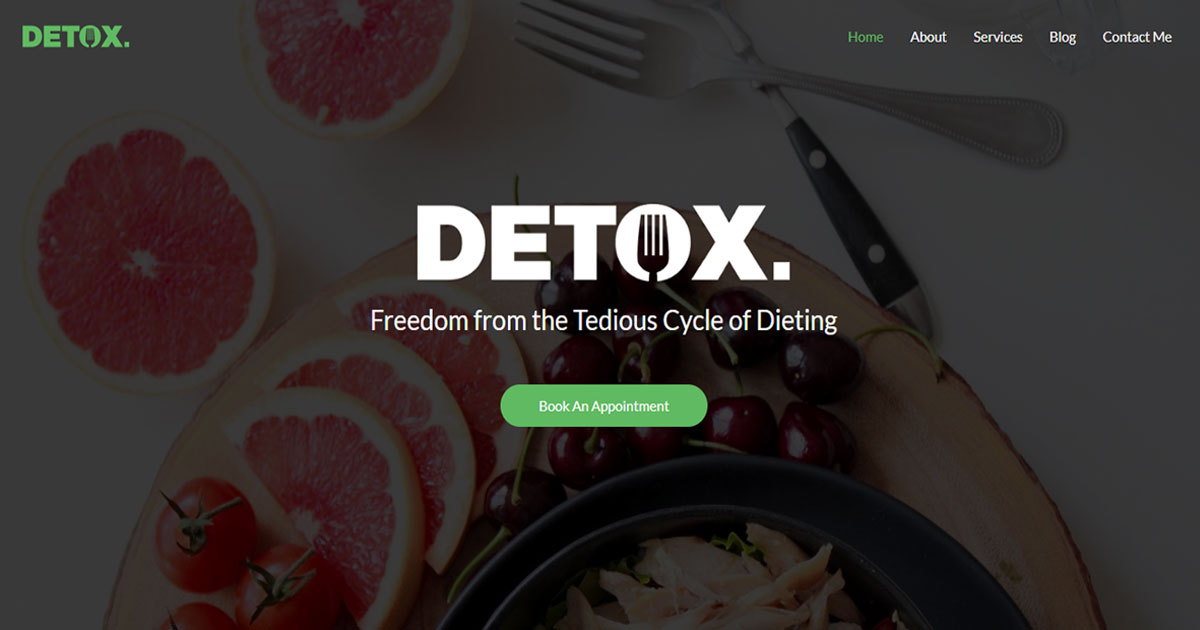 DETOX.
Home About Services Blog Contact Me
DETOX.
Freedom from the Tedious Cycle of Dieting
Book An Appointment